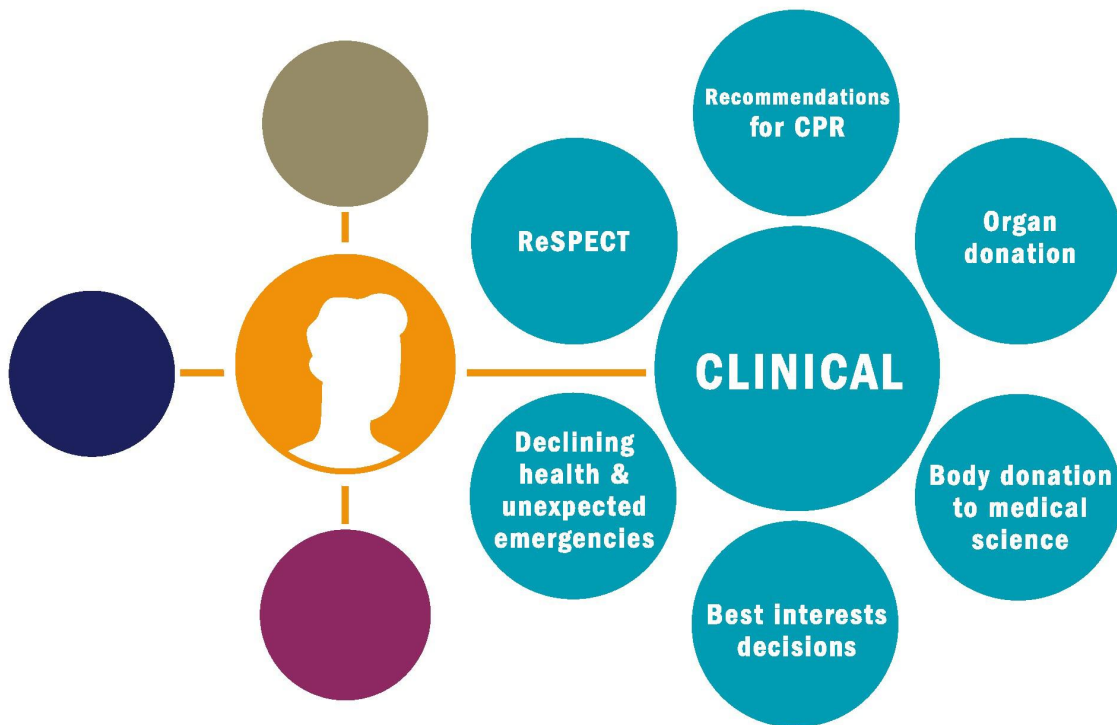 Recommendations
for CPR
ReSPECT
Organ
donation
CLINICAL
Declining
health &
unexpected
emergencies
Body donation
to medical
science
Best interests
decisions